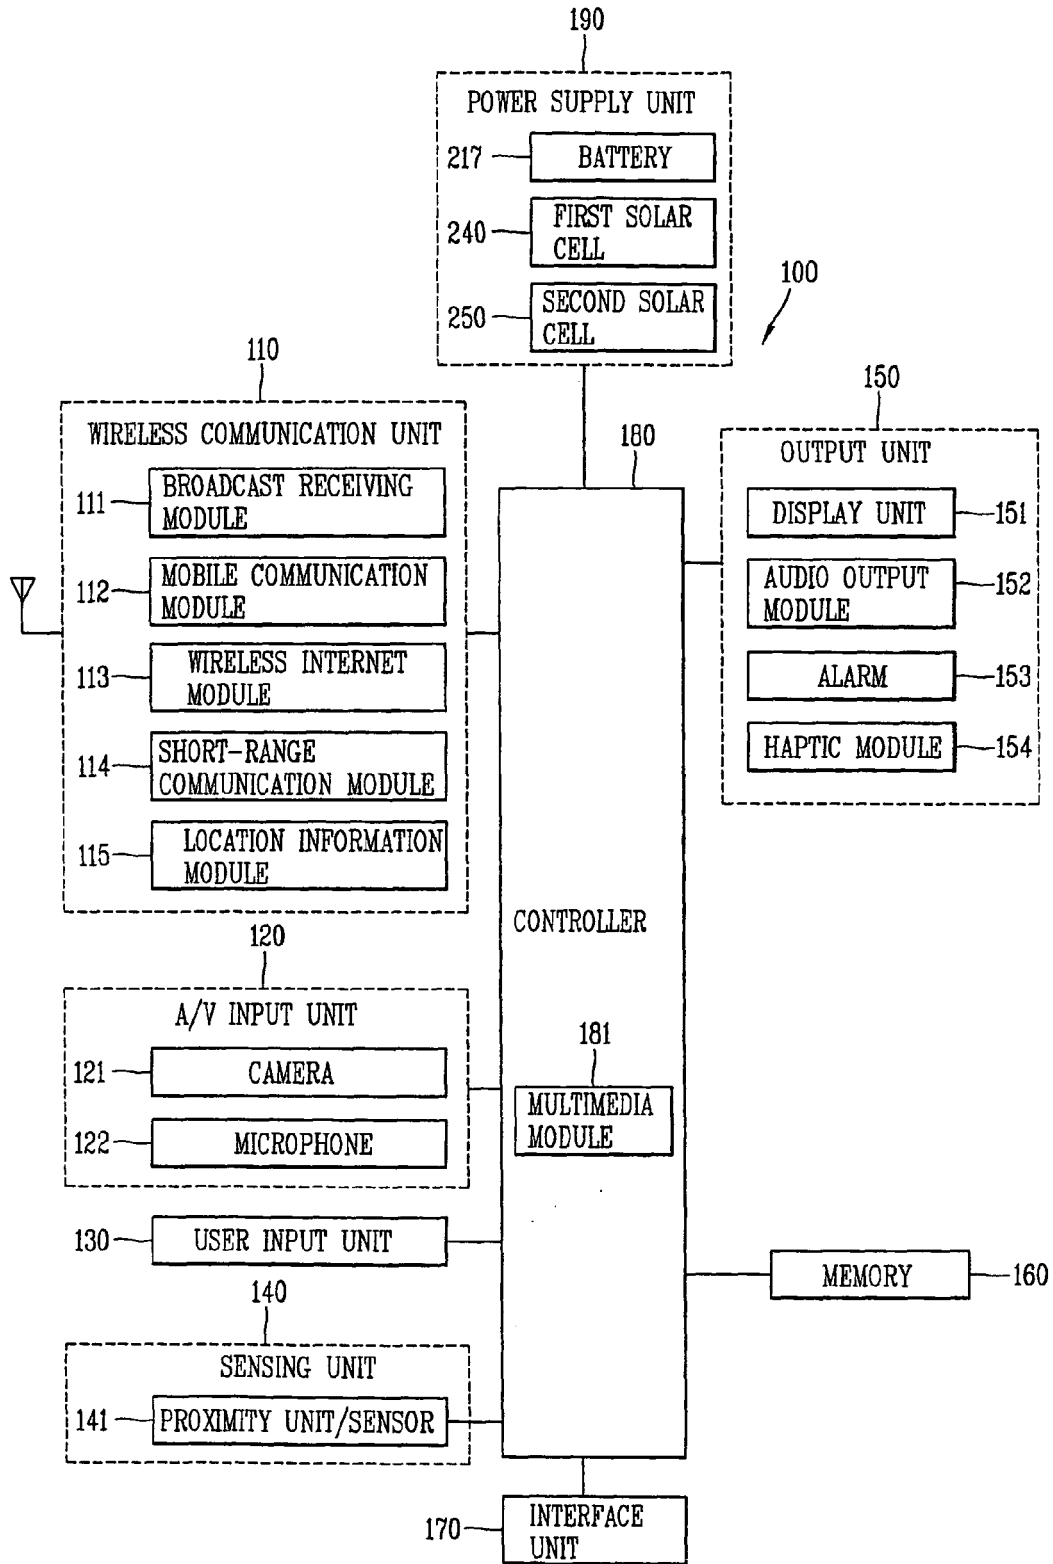 190
POWER SUPPLY UNIT
217
BATTERY
240
FIRST SOLAR
CELL
250
SECOND SOLAR
CELL
100
110
WIRELESS COMMUNICATION UNIT
111
BROADCAST RECEIVING
MODULE
112
MOBILE COMMUNICATION
MODULE
113
WIRELESS INTERNET
MODULE
114
SHORT-RANGE
COMMUNICATION MODULE
115
LOCATION INFORMATION
MODULE
120
A/V INPUT UNIT
121
CAMERA
122
MICROPHONE
130
USER INPUT UNIT
140
SENSING UNIT
141
PROXIMITY UNIT/SENSOR
180
CONTROLLER
181
MULTIMEDIA
MODULE
150
OUTPUT UNIT
DISPLAY UNIT
151
AUDIO OUTPUT
MODULE
152
ALARM
153
HAPTIC MODULE
154
MEMORY
160
170
INTERFACE
UNIT